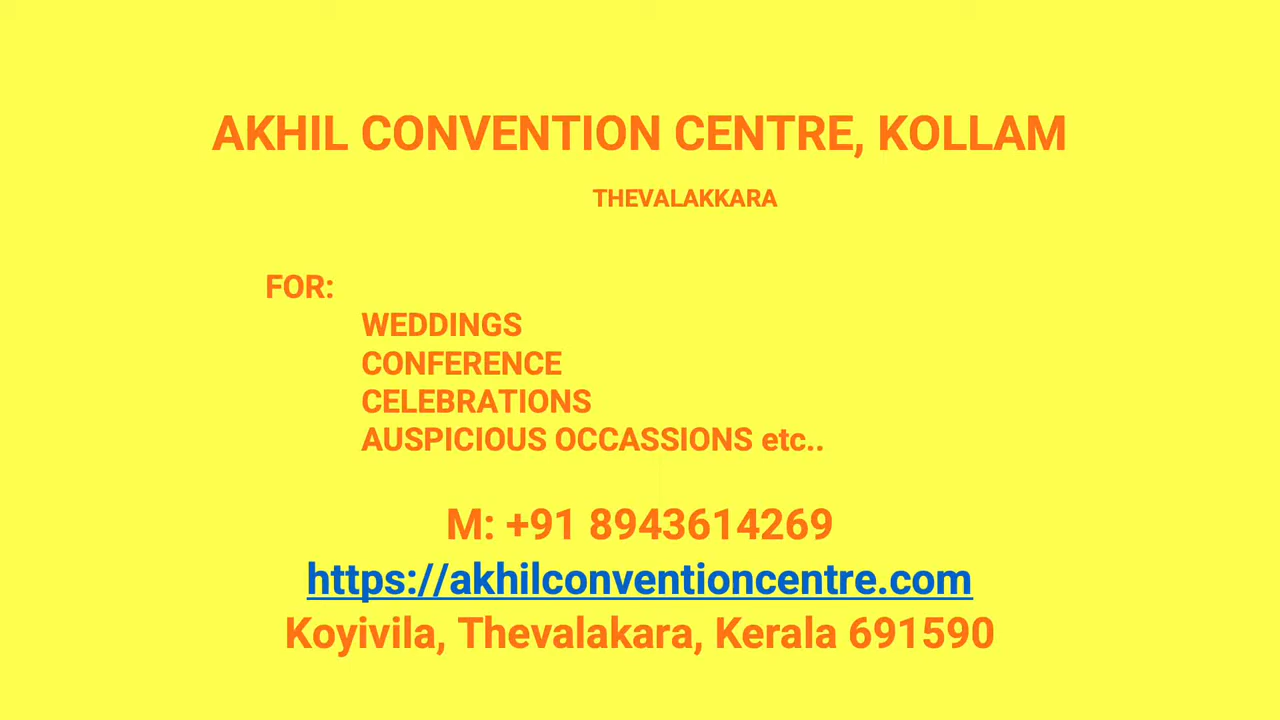 AKHIL CONVENTION CENTRE, KOLLAM
THEVALAKKARA
FOR:
WEDDINGS
CONFERENCE
CELEBRATIONS
AUSPICIOUS OCCASSIONS etc..
M: +91 8943614269
https://akhilconventioncentre.com
Koyivila, Thevalakara, Kerala 691590